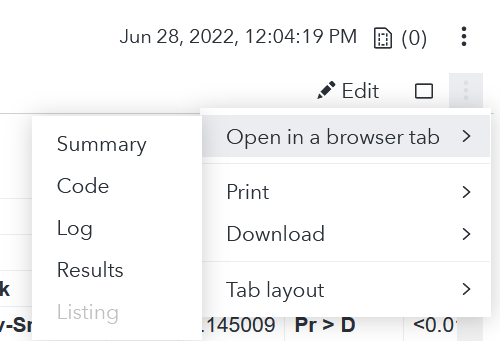 Jun 28, 2022, 12:04:19 PM (0)
Edit
Open in a browser tab
Print
Download
Tab layout
Summary
Code
Log
Results
Listing
.145009 Pr > D